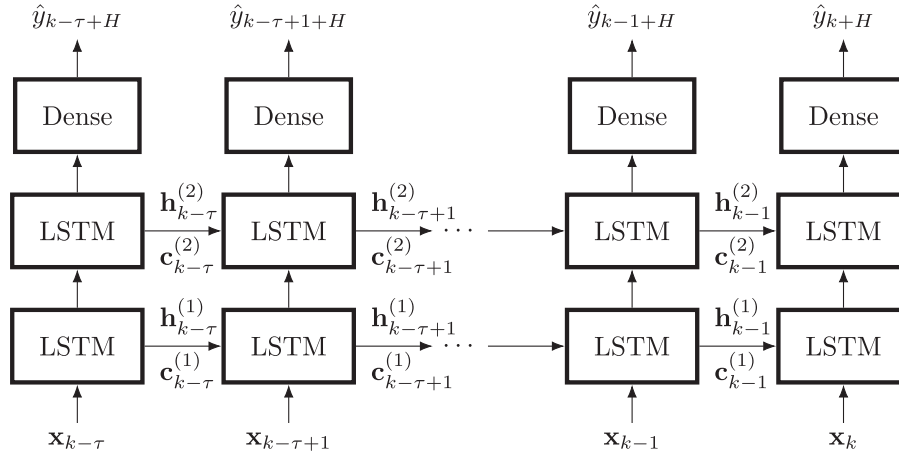 ŷ_{k−τ+H} ŷ_{k−τ+1+H} ŷ_{k−1+H} ŷ_{k+H}
Dense Dense Dense Dense
h^{(2)}_{k−τ} h^{(2)}_{k−τ+1} h^{(2)}_{k−1}
LSTM LSTM ··· LSTM LSTM
c^{(2)}_{k−τ} c^{(2)}_{k−τ+1} c^{(2)}_{k−1}
h^{(1)}_{k−τ} h^{(1)}_{k−τ+1} h^{(1)}_{k−1}
LSTM LSTM ··· LSTM LSTM
c^{(1)}_{k−τ} c^{(1)}_{k−τ+1} c^{(1)}_{k−1}
x_{k−τ} x_{k−τ+1} x_{k−1} x_k